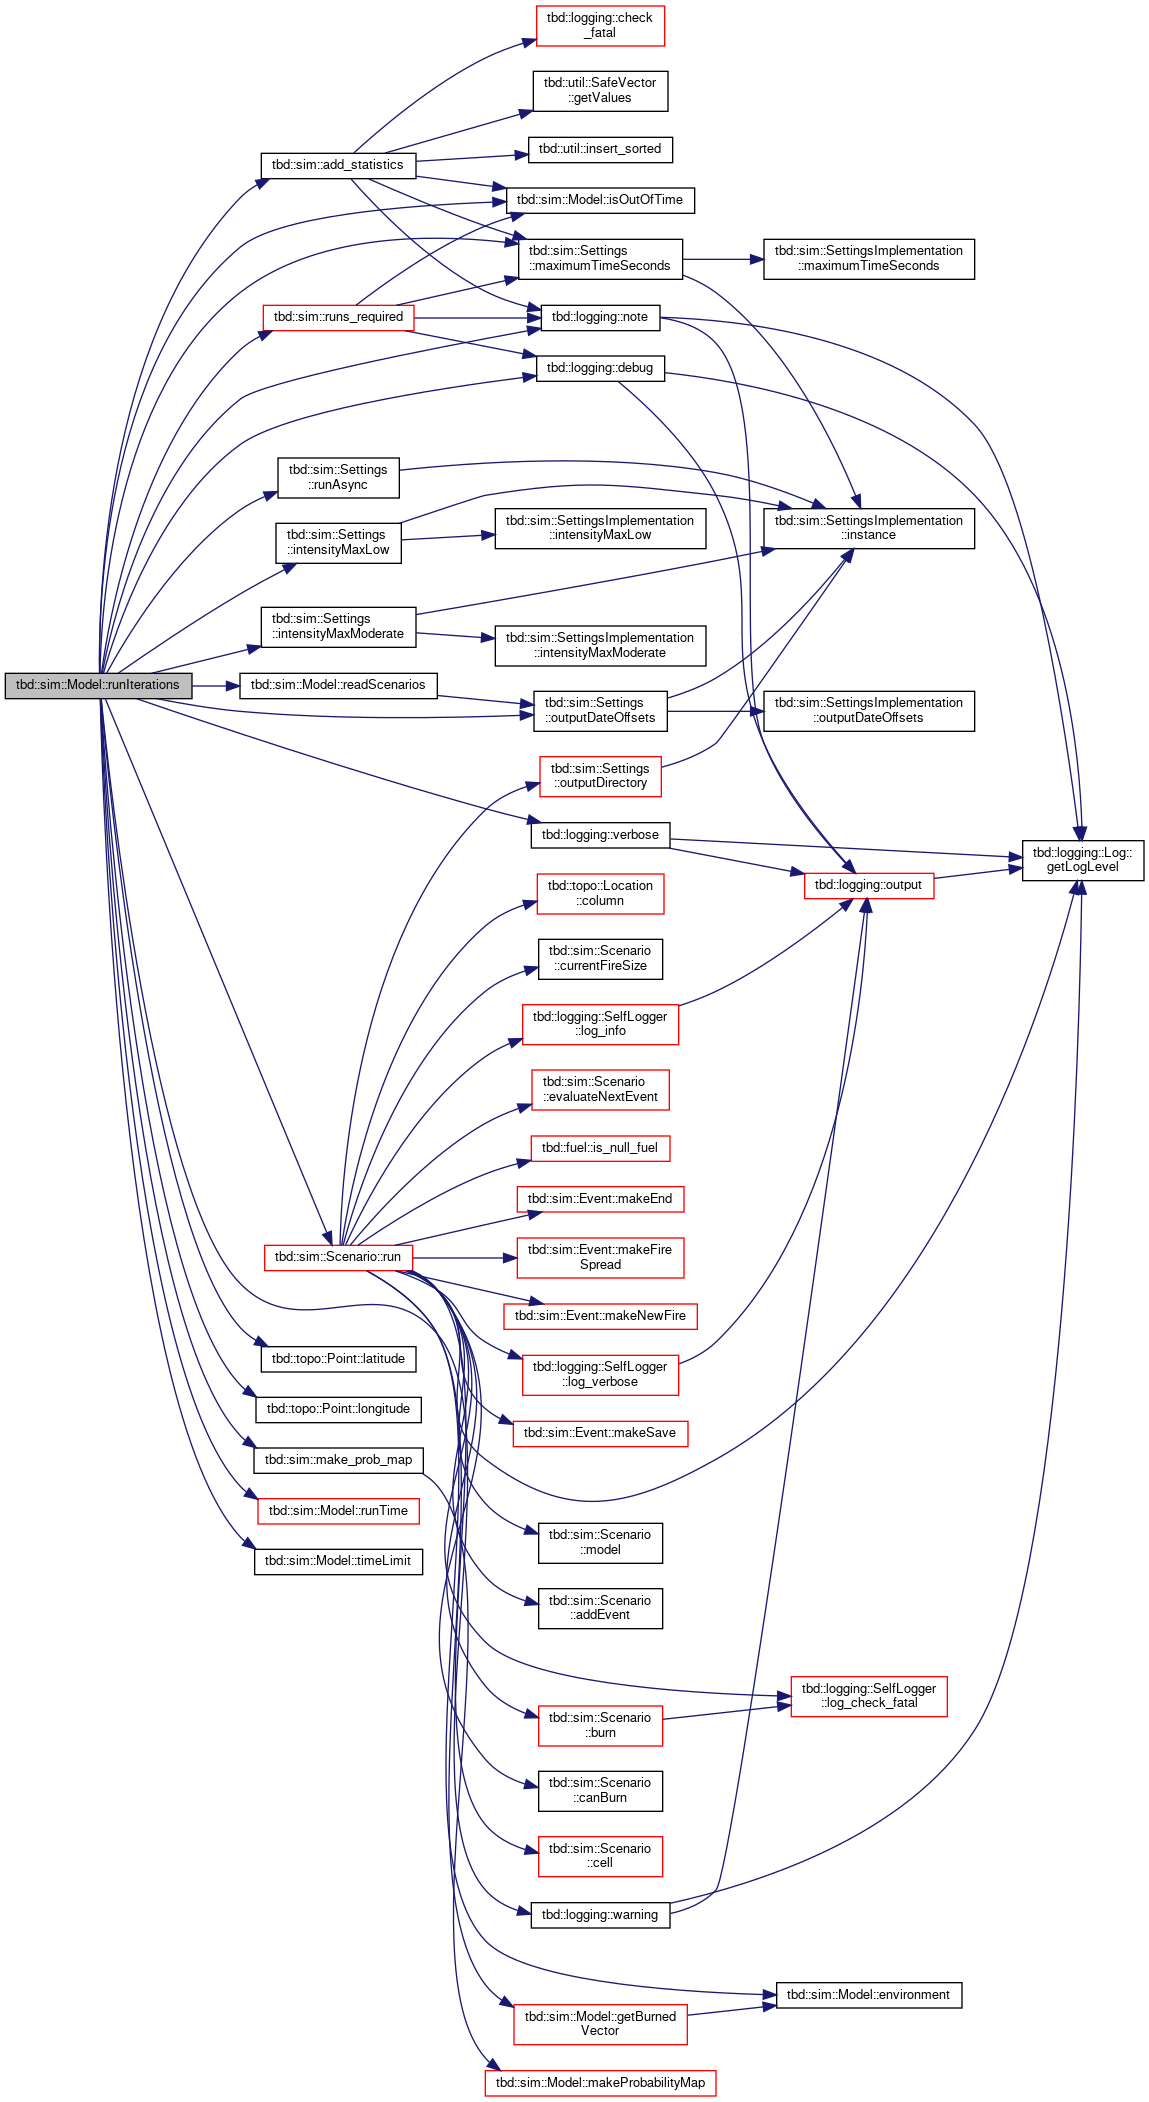 tbd::logging::check
_fatal
tbd::util::SafeVector
::getValues
tbd::util::insert_sorted
tbd::sim::add_statistics
tbd::sim::Model::isOutOfTime
tbd::sim::Settings
::maximumTimeSeconds
tbd::sim::SettingsImplementation
::maximumTimeSeconds
tbd::sim::runs_required
tbd::logging::note
tbd::logging::debug
tbd::sim::Settings
::runAsync
tbd::sim::Settings
::intensityMaxLow
tbd::sim::SettingsImplementation
::intensityMaxLow
tbd::sim::SettingsImplementation
::instance
tbd::sim::Settings
::intensityMaxModerate
tbd::sim::SettingsImplementation
::intensityMaxModerate
tbd::sim::Model::runIterations
tbd::sim::Model::readScenarios
tbd::sim::Settings
::outputDateOffsets
tbd::sim::SettingsImplementation
::outputDateOffsets
tbd::sim::Settings
::outputDirectory
tbd::logging::verbose
tbd::logging::Log::
getLogLevel
tbd::logging::output
tbd::topo::Location
::column
tbd::sim::Scenario
::currentFireSize
tbd::logging::SelfLogger
::log_info
tbd::sim::Scenario
::evaluateNextEvent
tbd::fuel::is_null_fuel
tbd::sim::Event::makeEnd
tbd::sim::Scenario::run
tbd::sim::Event::makeFire
Spread
tbd::sim::Event::makeNewFire
tbd::topo::Point::latitude
tbd::logging::SelfLogger
::log_verbose
tbd::topo::Point::longitude
tbd::sim::Event::makeSave
tbd::sim::make_prob_map
tbd::sim::Model::runTime
tbd::sim::Scenario
::model
tbd::sim::Model::timeLimit
tbd::sim::Scenario
::addEvent
tbd::logging::SelfLogger
::log_check_fatal
tbd::sim::Scenario
::burn
tbd::sim::Scenario
::canBurn
tbd::sim::Scenario
::cell
tbd::logging::warning
tbd::sim::Model::environment
tbd::sim::Model::getBurned
Vector
tbd::sim::Model::makeProbabilityMap